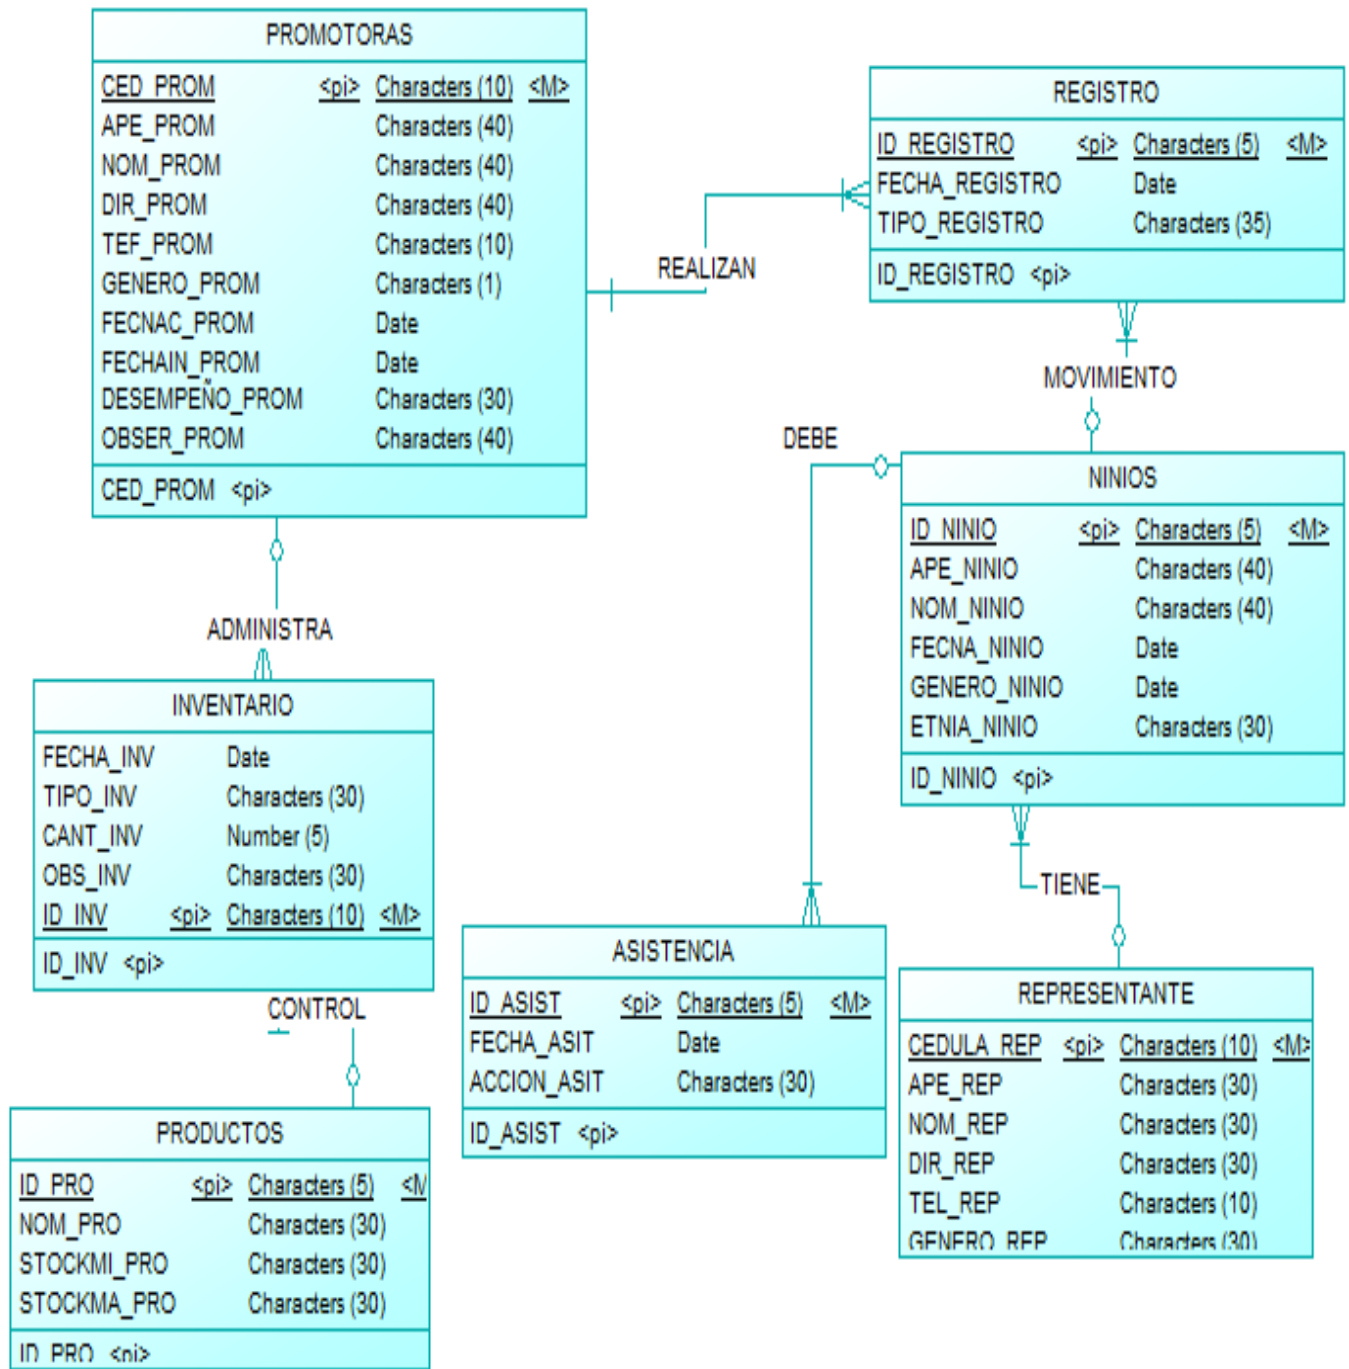 PROMOTORAS
CED_PROM <pi> Characters (10) <M>
APE_PROM Characters (40)
NOM_PROM Characters (40)
DIR_PROM Characters (40)
TEF_PROM Characters (10)
GENERO_PROM Characters (1)
FECNAC_PROM Date
FECHAIN_PROM Date
DESEMPEÑO_PROM Characters (30)
OBSER_PROM Characters (40)
CED_PROM <pi>
REALIZAN
REGISTRO
ID_REGISTRO <pi> Characters (5) <M>
FECHA_REGISTRO Date
TIPO_REGISTRO Characters (35)
ID_REGISTRO <pi>
MOVIMIENTO
DEBE
NINIOS
ID_NINIO <pi> Characters (5) <M>
APE_NINIO Characters (40)
NOM_NINIO Characters (40)
FECNA_NINIO Date
GENERO_NINIO Date
ETNIA_NINIO Characters (30)
ID_NINIO <pi>
ADMINISTRA
INVENTARIO
FECHA_INV Date
TIPO_INV Characters (30)
CANT_INV Number (5)
OBS_INV Characters (30)
ID_INV <pi> Characters (10) <M>
ID_INV <pi>
TIENE
ASISTENCIA
ID_ASIST <pi> Characters (5) <M>
FECHA_ASIT Date
ACCION_ASIT Characters (30)
ID_ASIST <pi>
REPRESENTANTE
CEDULA_REP <pi> Characters (10) <M>
APE_REP Characters (30)
NOM_REP Characters (30)
DIR_REP Characters (30)
TEL_REP Characters (10)
GENERO_REP Characters (30)
CONTROL
PRODUCTOS
ID_PRO <pi> Characters (5) <M
NOM_PRO Characters (30)
STOCKMI_PRO Characters (30)
STOCKMA_PRO Characters (30)
ID_PRO <pi>